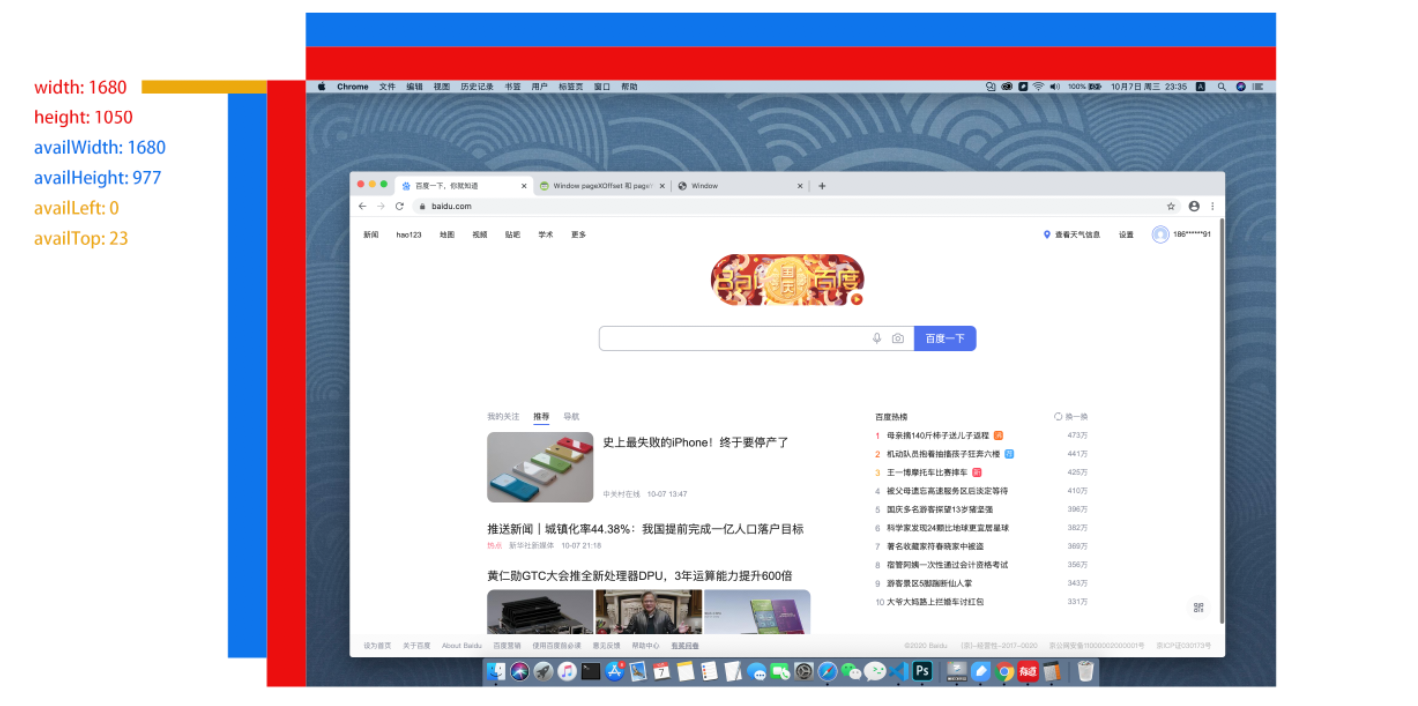 width: 1680
height: 1050
availWidth: 1680
availHeight: 977
availLeft: 0
availTop: 23
Chrome 文件 编辑 视图 历史记录 书签 用户 标签页 窗口 帮助
100% 10月7日 周三 23:35 A
百度一下，你就知道 × Window pageXOffset 和 page × Window × +
baidu.com
新闻 hao123 地图 视频 贴吧 学术 更多
查看天气信息 设置 186******91
国庆 百度
百度一下
我的关注 推荐 导航
史上最失败的iPhone！终于要停产了
中关村在线 10-07 13:47
推送新闻丨城镇化率44.38%：我国提前完成一亿人口落户目标
热点 新华社新媒体 10-07 21:18
黄仁勋GTC大会推全新处理器DPU，3年运算能力提升600倍
百度热榜 换一换
1 母亲摘140斤柿子送儿子返程 473万
2 机动队员抱着抽搐孩子狂奔六楼 441万
3 王一博摩托车比赛摔车 425万
4 被父母遗忘高速服务区后淡定等待 410万
5 国庆多名游客探望13岁猪坚强 396万
6 科学家发现24颗比地球更宜居星球 382万
7 著名收藏家符春晓家中被盗 369万
8 宿管阿姨一次性通过会计资格考试 356万
9 游客景区5脚踹断仙人掌 343万
10 大爷大妈路上拦婚车讨红包 331万
设为首页 关于百度 About Baidu 百度营销 使用百度前必读 意见反馈 帮助中心 有奖问卷
©2020 Baidu (京)-经营性-2017-0020 京公网安备11000002000001号 京ICP证030173号
7 Ps 有道